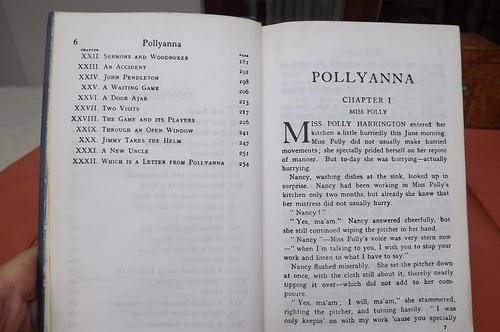 6 Pollyanna
CHAPTER PAGE
XXII. Sermons and Woodboxes 183
XXIII. An Accident 191
XXIV. John Pendleton 198
XXV. A Waiting Game 206
XXVI. A Door Ajar 213
XXVII. Two Visits 217
XXVIII. The Game and its Players 226
XXIX. Through an Open Window 241
XXX. Jimmy Takes the Helm 247
XXXI. A New Uncle 251
XXXII. Which is a Letter from Pollyanna 254
POLLYANNA
CHAPTER I
MISS POLLY
MISS POLLY HARRINGTON entered her
kitchen a little hurriedly this June morning.
Miss Polly did not usually make hurried
movements; she specially prided herself on her repose
of manner. But to-day she was hurrying—actually
hurrying.
Nancy, washing dishes at the sink, looked up in
surprise. Nancy had been working in Miss Polly's
kitchen only two months, but already she knew that
her mistress did not usually hurry.
"Nancy!"
"Yes, ma'am." Nancy answered cheerfully, but
she still continued wiping the pitcher in her hand.
"Nancy"—Miss Polly's voice was very stern now
—"when I'm talking to you, I wish you to stop your
work and listen to what I have to say."
Nancy flushed miserably. She set the pitcher down
at once, with the cloth still about it, thereby nearly
tipping it over—which did not add to her com-
posure.
"Yes, ma'am; I will, ma'am," she stammered,
righting the pitcher, and turning hastily. "I was
only keepin' on with my work 'cause you specially
7